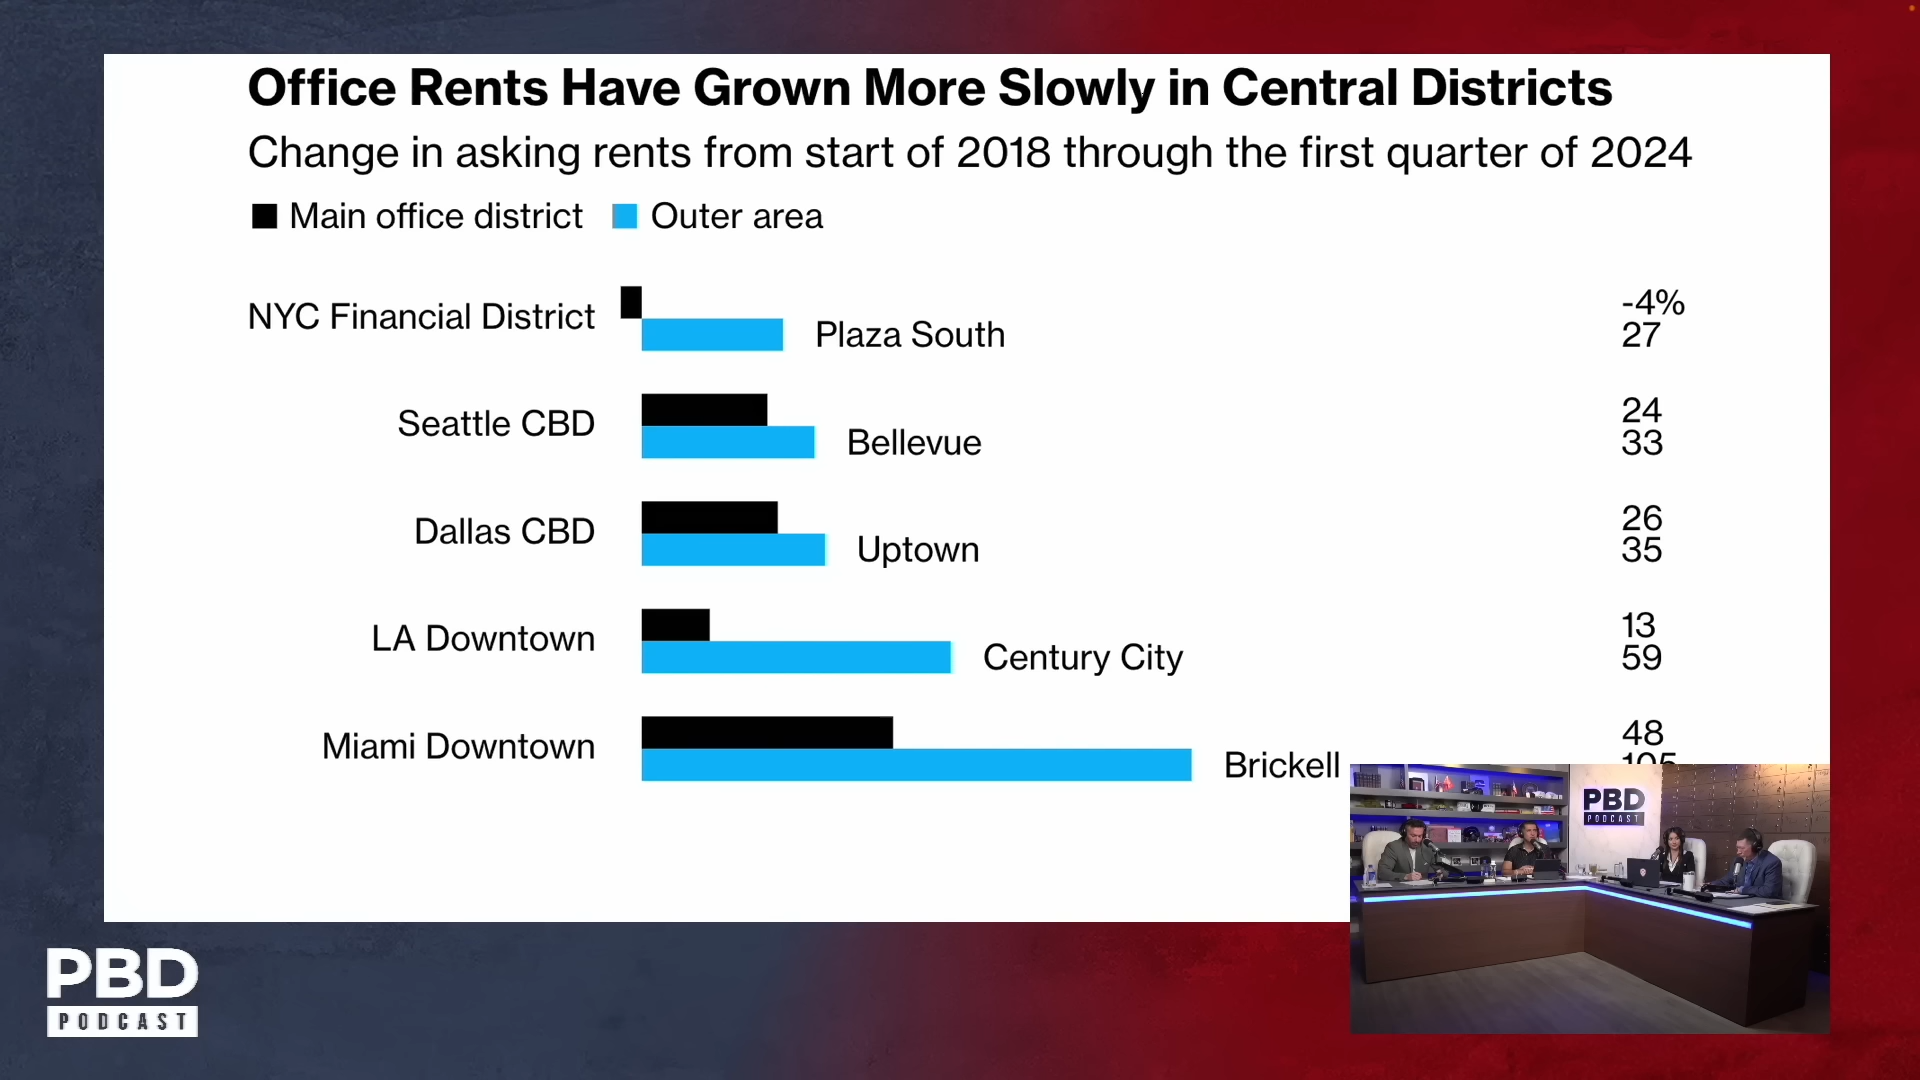 Office Rents Have Grown More Slowly in Central Districts
Change in asking rents from start of 2018 through the first quarter of 2024
Main office district Outer area
NYC Financial District -4%
Plaza South 27
Seattle CBD 24
Bellevue 33
Dallas CBD 26
Uptown 35
LA Downtown 13
Century City 59
Miami Downtown 48
Brickell 105
PBD
PODCAST
PBD
PODCAST